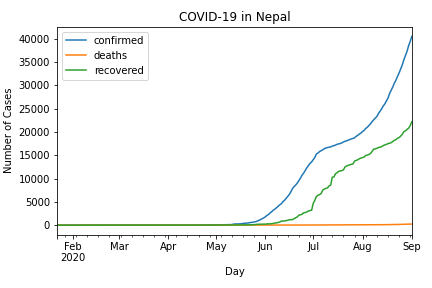 COVID-19 in Nepal
confirmed
deaths
recovered
Number of Cases
40000
35000
30000
25000
20000
15000
10000
5000
0
Feb Mar Apr May Jun Jul Aug Sep
2020
Day